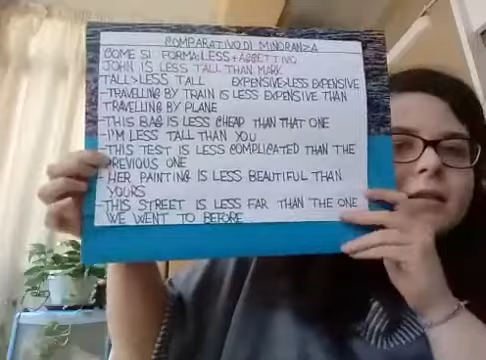 COMPARATIVO DI MINORANZA
COME SI FORMA: LESS + AGGETTIVO
JOHN IS LESS TALL THAN MARK
TALL>LESS TALL EXPENSIVE>LESS EXPENSIVE
-TRAVELLING BY TRAIN IS LESS EXPENSIVE THAN
TRAVELLING BY PLANE
-THIS BAG IS LESS CHEAP THAN THAT ONE
-I'M LESS TALL THAN YOU
-THIS TEST IS LESS COMPLICATED THAN THE
PREVIOUS ONE
- HER PAINTING IS LESS BEAUTIFUL THAN
YOURS
-THIS STREET IS LESS FAR THAN THE ONE
WE WENT TO BEFORE